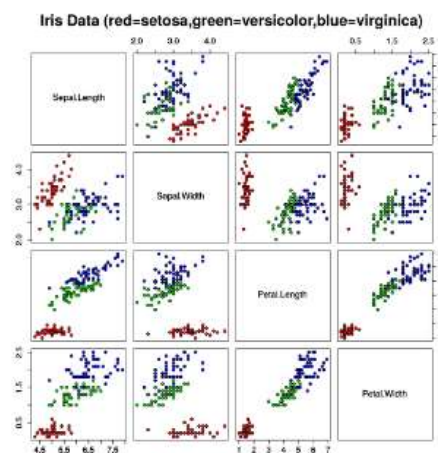 Iris Data (red=setosa,green=versicolor,blue=virginica)
2.0 3.0 4.0 0.5 1.5 2.5
Sepal.Length
2.0 3.0 4.0
Sepal.Width
Petal.Length
0.5 1.5 2.5
Petal.Width
4.5 5.5 6.5 7.5 1 2 3 4 5 6 7